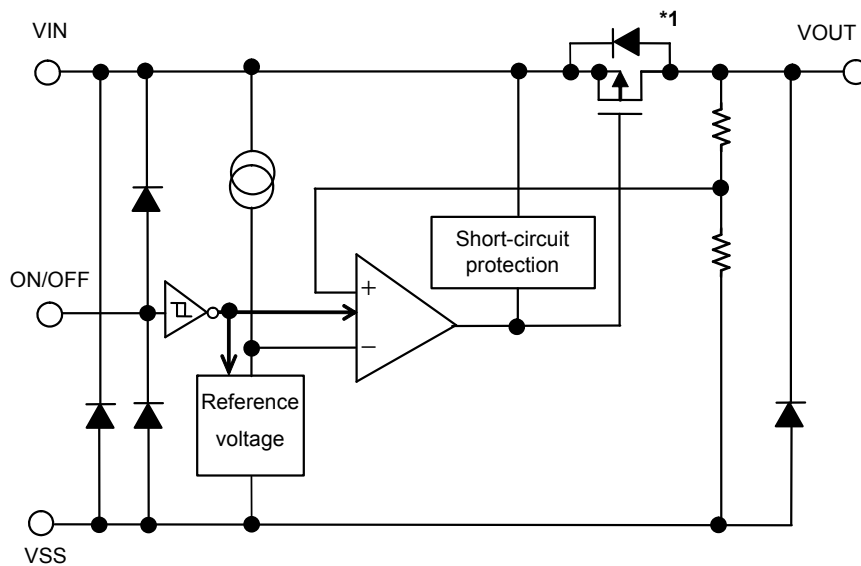 *1
VIN
VOUT
Short-circuit
protection
ON/OFF
+
−
Reference
voltage
VSS